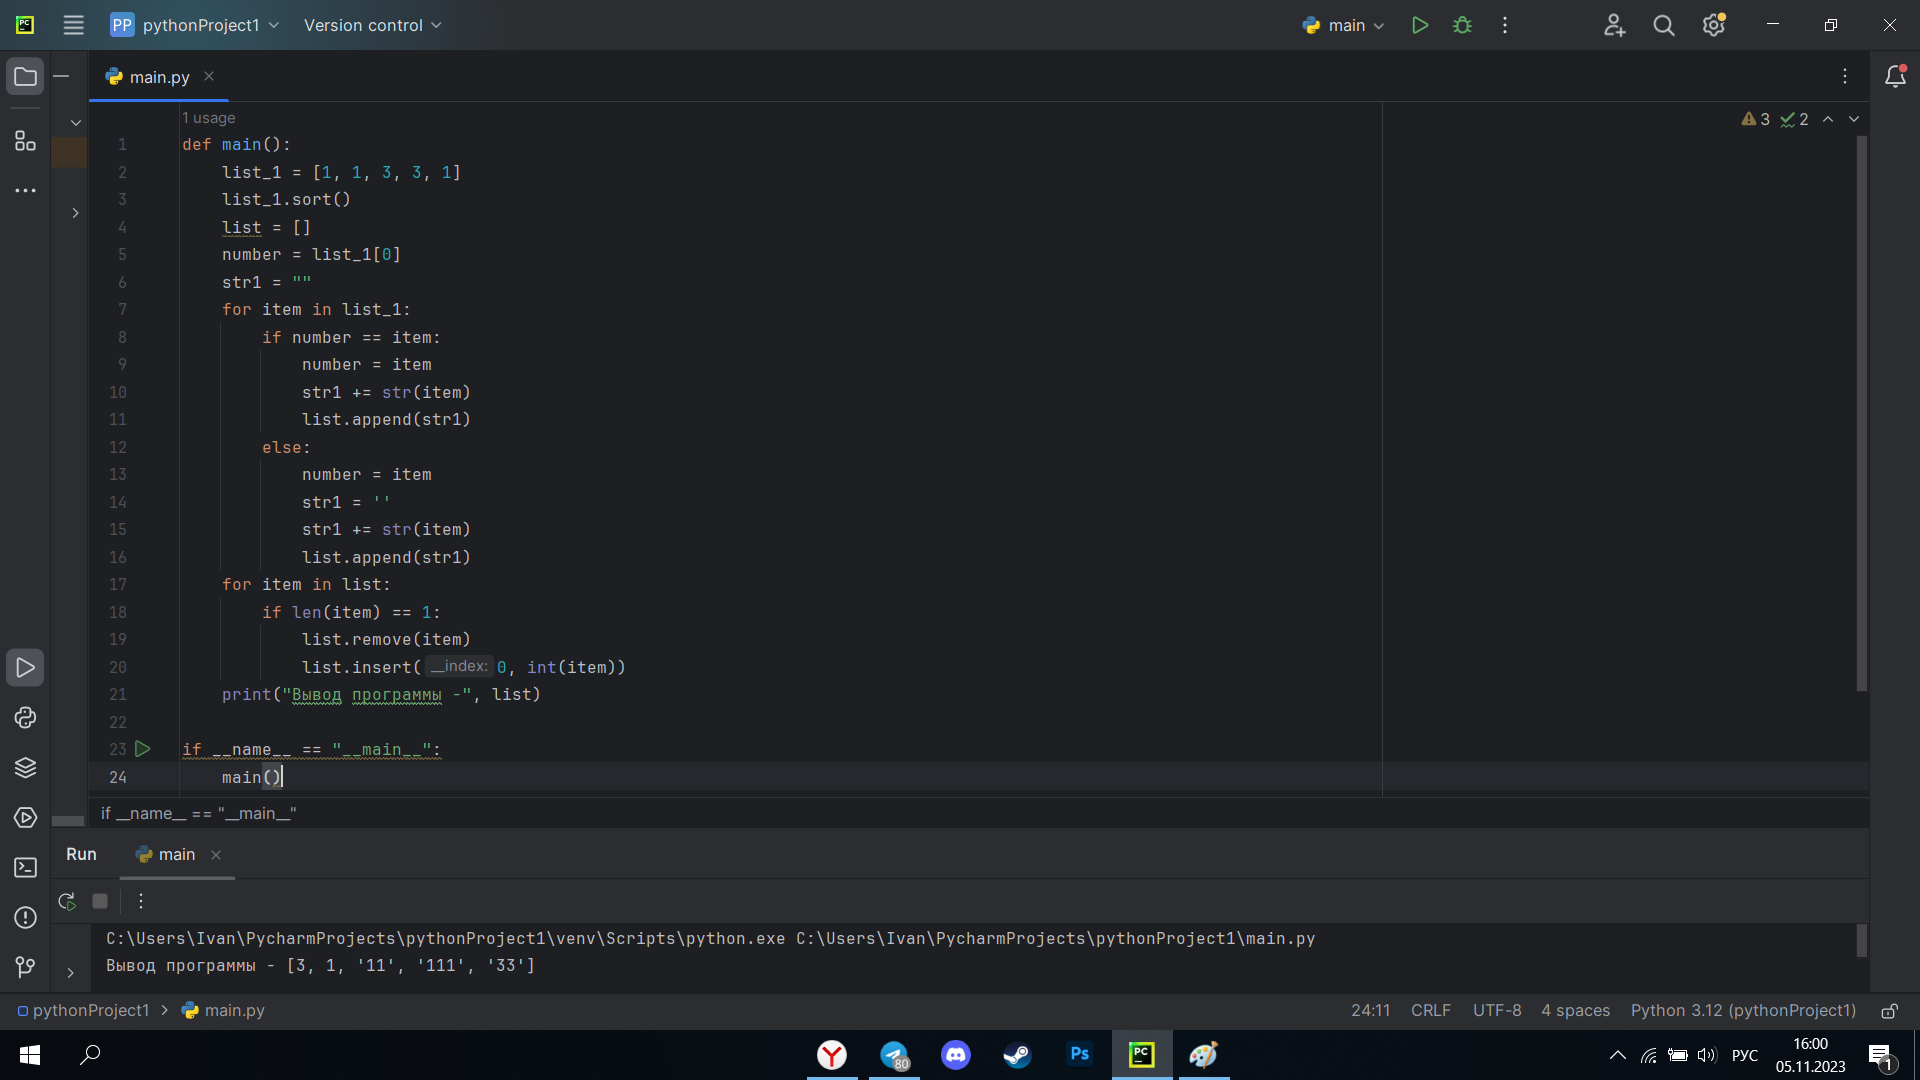 PC
PP pythonProject1
Version control
main
main.py
3 2
1 usage
1 def main():
2 list_1 = [1, 1, 3, 3, 1]
3 list_1.sort()
4 list = []
5 number = list_1[0]
6 str1 = ""
7 for item in list_1:
8 if number == item:
9 number = item
10 str1 += str(item)
11 list.append(str1)
12 else:
13 number = item
14 str1 = ''
15 str1 += str(item)
16 list.append(str1)
17 for item in list:
18 if len(item) == 1:
19 list.remove(item)
20 list.insert( __index: 0, int(item))
21 print("Вывод программы -", list)
22
23 if __name__ == "__main__":
24 main()
if __name__ == "__main__"
Run
main
C:\Users\Ivan\PycharmProjects\pythonProject1\venv\Scripts\python.exe C:\Users\Ivan\PycharmProjects\pythonProject1\main.py
Вывод программы - [3, 1, '11', '111', '33']
pythonProject1 > main.py
24:11 CRLF UTF-8 4 spaces Python 3.12 (pythonProject1)
Y
80
Ps
PC
РУС
16:00
05.11.2023
1